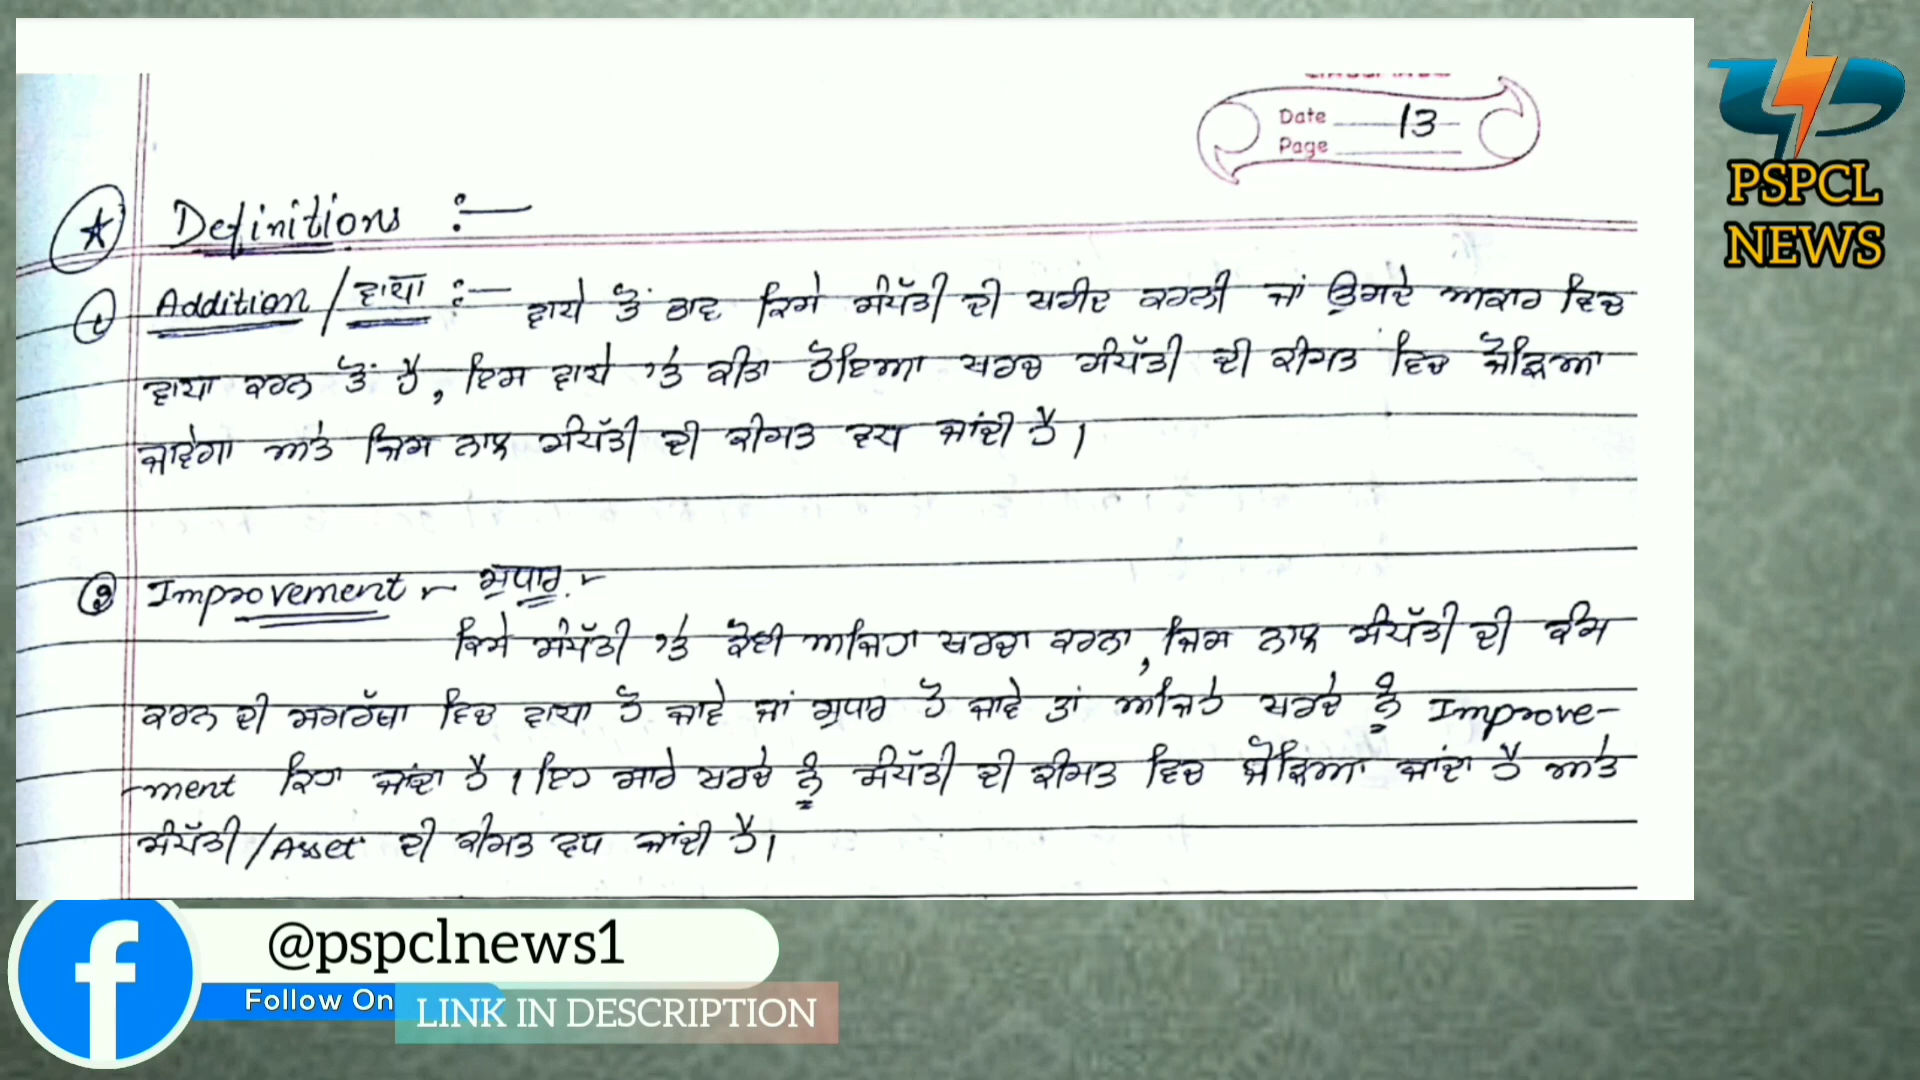 Date 13
Page
Definitions :—
① Addition / ਵਾਧਾ :— ਵਾਧੇ ਤੋਂ ਭਾਵ ਕਿਸੇ ਸੰਪੱਤੀ ਦੀ ਖਰੀਦ ਕਰਨੀ ਜਾਂ ਉਸਦੇ ਅਕਾਰ ਵਿਚ
ਵਾਧਾ ਕਰਨ ਤੋਂ ਹੈ, ਇਸ ਵਾਧੇ 'ਤੇ ਕੀਤਾ ਹੋਇਆ ਖਰਚ ਸੰਪੱਤੀ ਦੀ ਕੀਮਤ ਵਿਚ ਜੋੜਿਆ
ਜਾਵੇਗਾ ਅਤੇ ਜਿਸ ਨਾਲ ਸੰਪੱਤੀ ਦੀ ਕੀਮਤ ਵਧ ਜਾਂਦੀ ਹੈ।
② Improvement - ਸੁਧਾਰ -
ਕਿਸੇ ਸੰਪੱਤੀ 'ਤੇ ਕੋਈ ਅਜਿਹਾ ਖਰਚਾ ਕਰਨਾ, ਜਿਸ ਨਾਲ ਸੰਪੱਤੀ ਦੀ ਕੰਮ
ਕਰਨ ਦੀ ਸਮਰੱਥਾ ਵਿਚ ਵਾਧਾ ਹੋ ਜਾਵੇ ਜਾਂ ਸੁਧਾਰ ਹੋ ਜਾਵੇ ਤਾਂ ਅਜਿਹੇ ਖਰਚੇ ਨੂੰ Improve-
-ment ਕਿਹਾ ਜਾਂਦਾ ਹੈ। ਇਹ ਸਾਰੇ ਖਰਚੇ ਨੂੰ ਸੰਪੱਤੀ ਦੀ ਕੀਮਤ ਵਿਚ ਜੋੜਿਆ ਜਾਂਦਾ ਹੈ ਅਤੇ
ਸੰਪੱਤੀ / Asset ਦੀ ਕੀਮਤ ਵਧ ਜਾਂਦੀ ਹੈ।
PSPCL
NEWS
@pspclnews1
Follow On
LINK IN DESCRIPTION